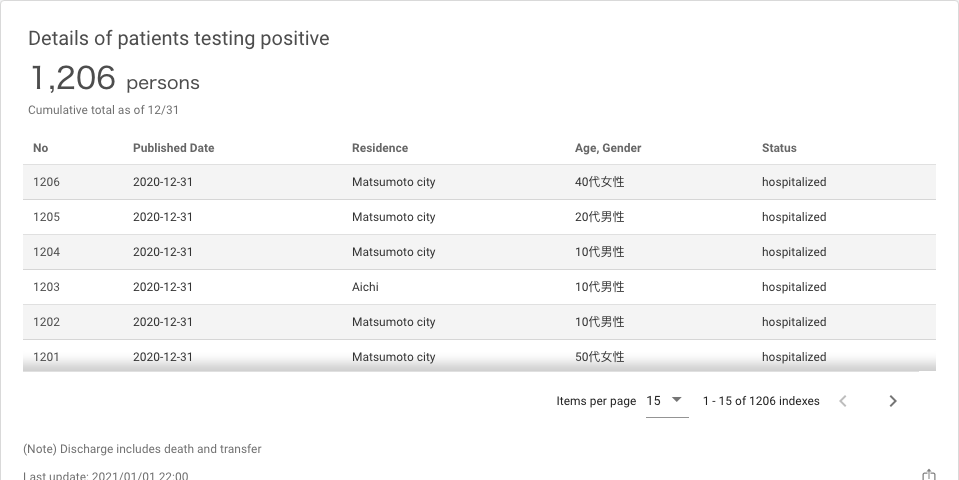 Details of patients testing positive
1,206 persons
Cumulative total as of 12/31
No Published Date Residence Age, Gender Status
1206 2020-12-31 Matsumoto city 40代女性 hospitalized
1205 2020-12-31 Matsumoto city 20代男性 hospitalized
1204 2020-12-31 Matsumoto city 10代男性 hospitalized
1203 2020-12-31 Aichi 10代男性 hospitalized
1202 2020-12-31 Matsumoto city 10代男性 hospitalized
1201 2020-12-31 Matsumoto city 50代女性 hospitalized
Items per page 15 1 - 15 of 1206 indexes
(Note) Discharge includes death and transfer
Last update: 2021/01/01 22:00